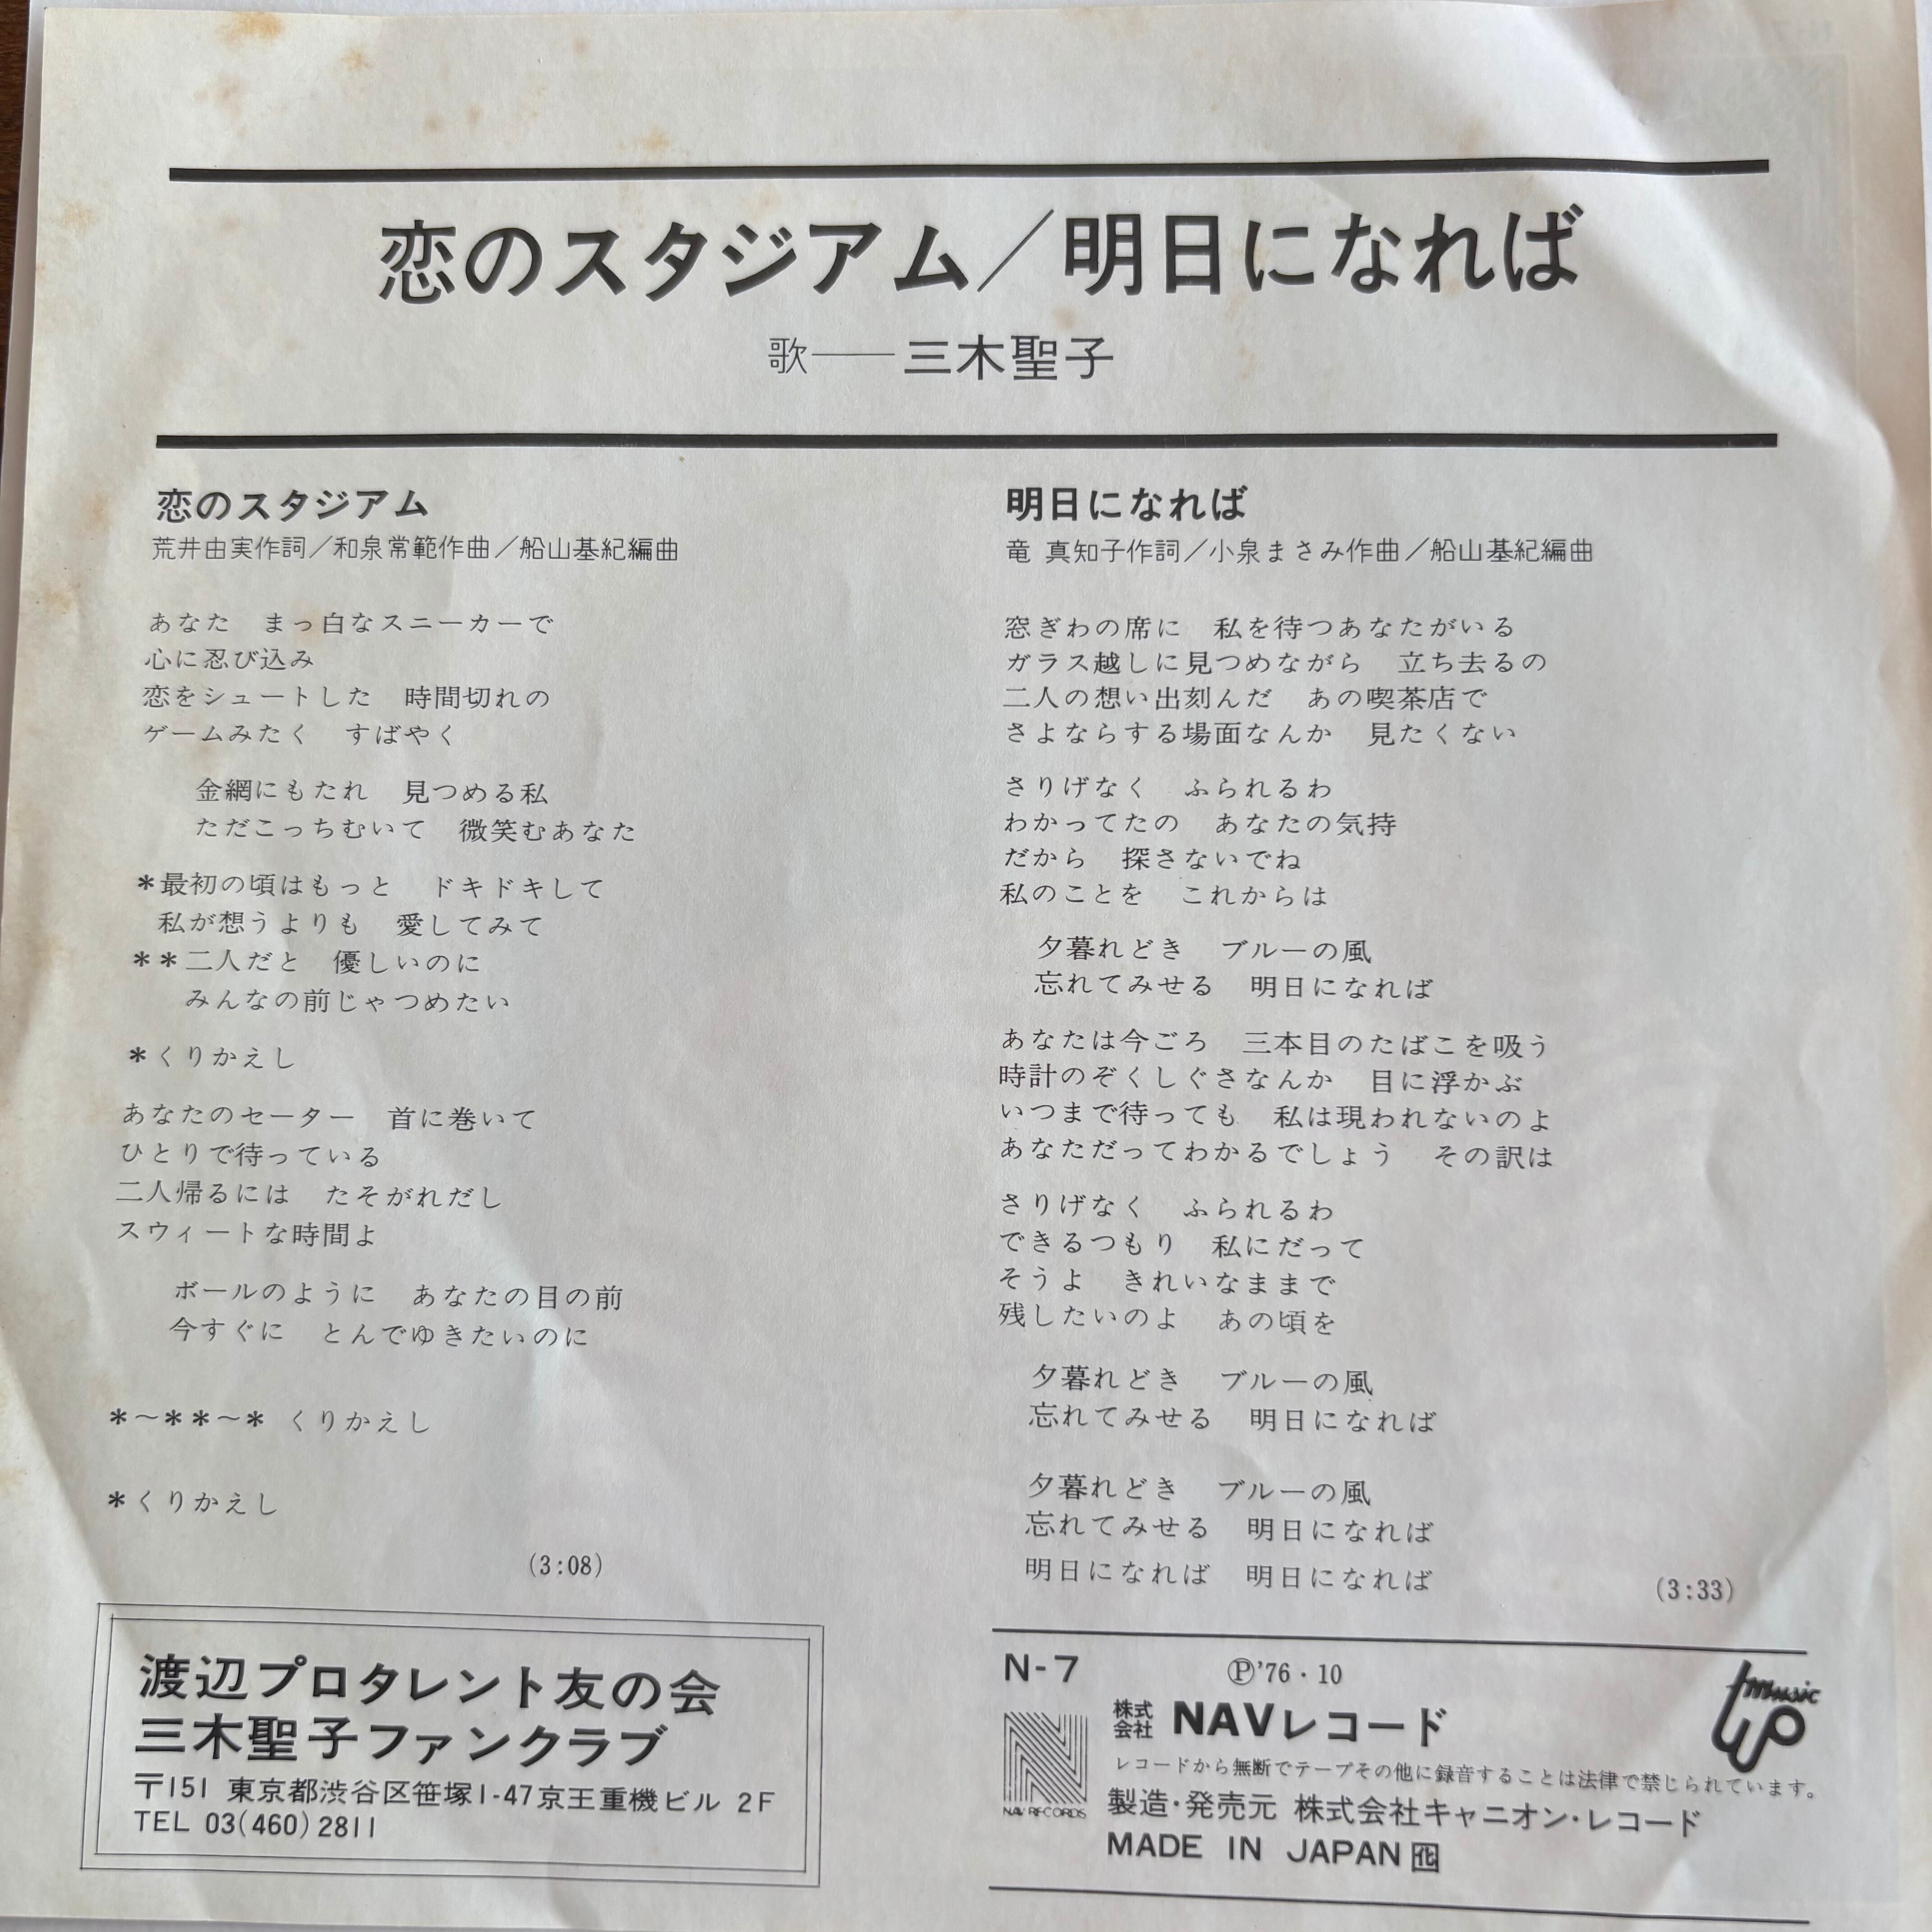 恋のスタジアム／明日になれば
歌――三木聖子
恋のスタジアム
荒井由実作詞／和泉常範作曲／船山基紀編曲
あなた　まっ白なスニーカーで
心に忍び込み
恋をシュートした　時間切れの
ゲームみたく　すばやく
金網にもたれ　見つめる私
ただこっちむいて　微笑むあなた
＊最初の頃はもっと　ドキドキして
私が想うよりも　愛してみて
＊＊二人だと　優しいのに
みんなの前じゃつめたい
＊くりかえし
あなたのセーター　首に巻いて
ひとりで待っている
二人帰るには　たそがれだし
スウィートな時間よ
ボールのように　あなたの目の前
今すぐに　とんでゆきたいのに
＊～＊＊～＊ くりかえし
＊くりかえし
(3:08)
渡辺プロタレント友の会
三木聖子ファンクラブ
〒151 東京都渋谷区笹塚1-47京王重機ビル 2F
TEL 03(460)2811
明日になれば
竜 真知子作詞／小泉まさみ作曲／船山基紀編曲
窓ぎわの席に　私を待つあなたがいる
ガラス越しに見つめながら　立ち去るの
二人の想い出刻んだ　あの喫茶店で
さよならする場面なんか　見たくない
さりげなく　ふられるわ
わかってたの　あなたの気持
だから　探さないでね
私のことを　これからは
夕暮れどき　ブルーの風
忘れてみせる　明日になれば
あなたは今ごろ　三本目のたばこを吸う
時計のぞくしぐさなんか　目に浮かぶ
いつまで待っても　私は現われないのよ
あなただってわかるでしょう　その訳は
さりげなく　ふられるわ
できるつもり　私にだって
そうよ　きれいなままで
残したいのよ　あの頃を
夕暮れどき　ブルーの風
忘れてみせる　明日になれば
夕暮れどき　ブルーの風
忘れてみせる　明日になれば
明日になれば　明日になれば
(3:33)
N-7　Ⓟ'76・10
株式会社 NAVレコード
music up
NAV RECORDS
レコードから無断でテープその他に録音することは法律で禁じられています。
製造・発売元 株式会社キャニオン・レコード
MADE IN JAPAN